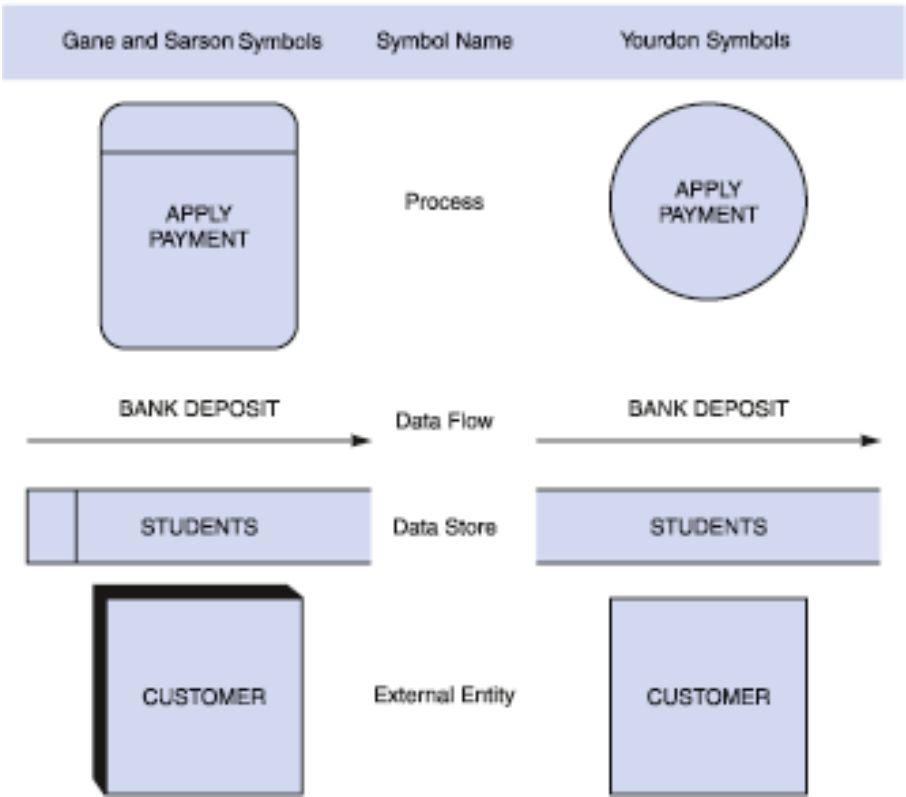 Gane and Sarson Symbols
Symbol Name
Yourdon Symbols
APPLY
PAYMENT
Process
APPLY
PAYMENT
BANK DEPOSIT
Data Flow
BANK DEPOSIT
STUDENTS
Data Store
STUDENTS
CUSTOMER
External Entity
CUSTOMER